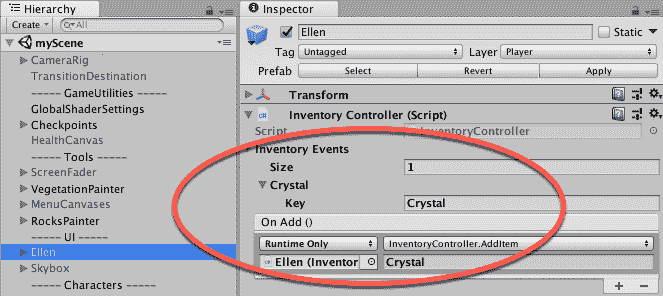 Hierarchy
Create
All
myScene
CameraRig
TransitionDestination
----- GameUtilities -----
GlobalShaderSettings
Checkpoints
HealthCanvas
----- Tools -----
ScreenFader
VegetationPainter
MenuCanvases
RocksPainter
----- UI -----
Ellen
Skybox
----- Characters -----
Inspector
Ellen
Static
Tag Untagged Layer Player
Prefab Select Revert Apply
Transform
Inventory Controller (Script)
Script InventoryController
Inventory Events
Size 1
Crystal
Key Crystal
On Add ()
Runtime Only InventoryController.AddItem
Ellen (Inventor Crystal